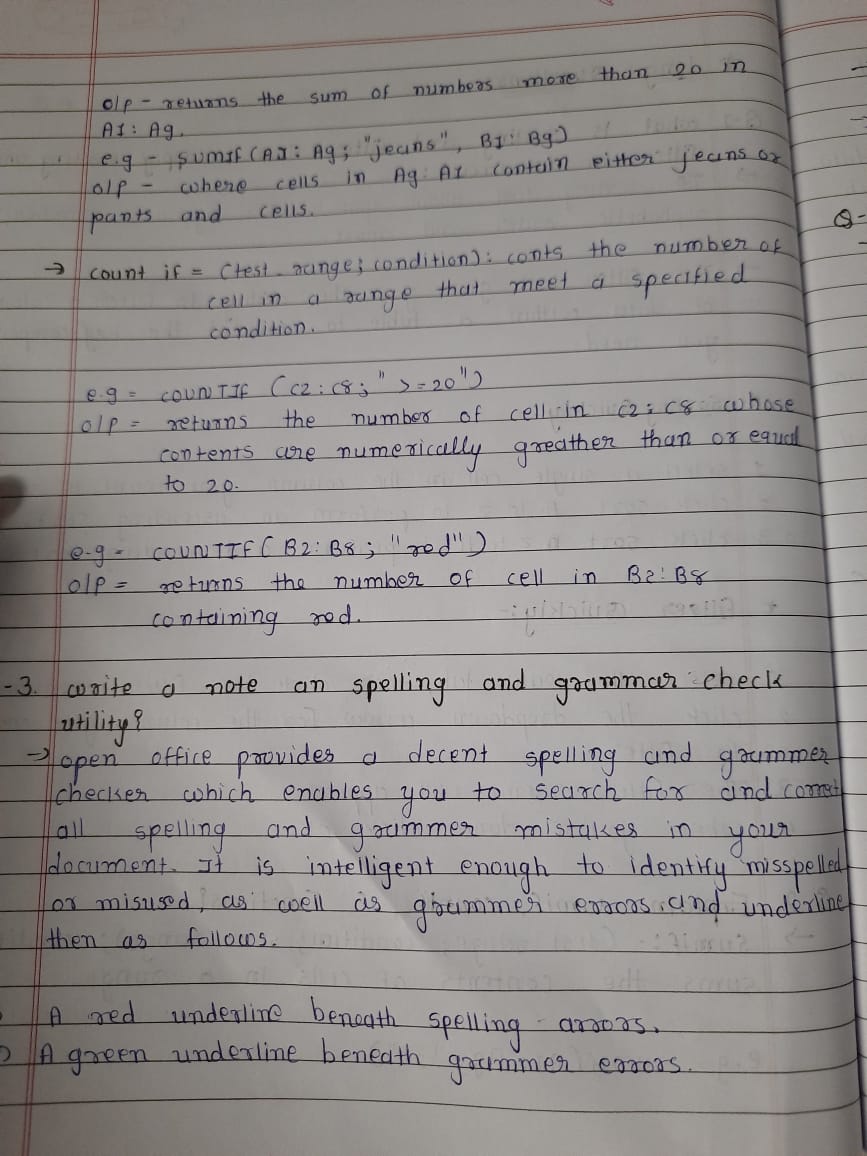 o/p - returns the sum of numbers more than 20 in
A1: A9.
e.g - SUMIF (A1: A9; "jeans", B1: B9)
o/p - where cells in A9: A1 contain either jeans or
pants and cells.
→ count if = (test range; condition): conts the number of
cell in a range that meet a specified
condition.
e.g = COUNTIF (C2 : C8 ; " >= 20")
o/p = returns the number of cell in C2 : C8 whose
contents are numerically greather than or equal
to 20.
e.g = COUNTIF ( B2 : B8 ; "red")
o/p = returns the number of cell in B2 : B8
containing red.
Q-
-3. write a note an spelling and grammar check
utility?
→ open office provides a decent spelling and grammer
checker which enables you to search for and correct
all spelling and grammer mistakes in your
document. It is intelligent enough to identify misspelled
or misused, as well as grammer errors and underline
then as follows.
A red underline beneath spelling arrors.
A green underline beneath grammer errors.